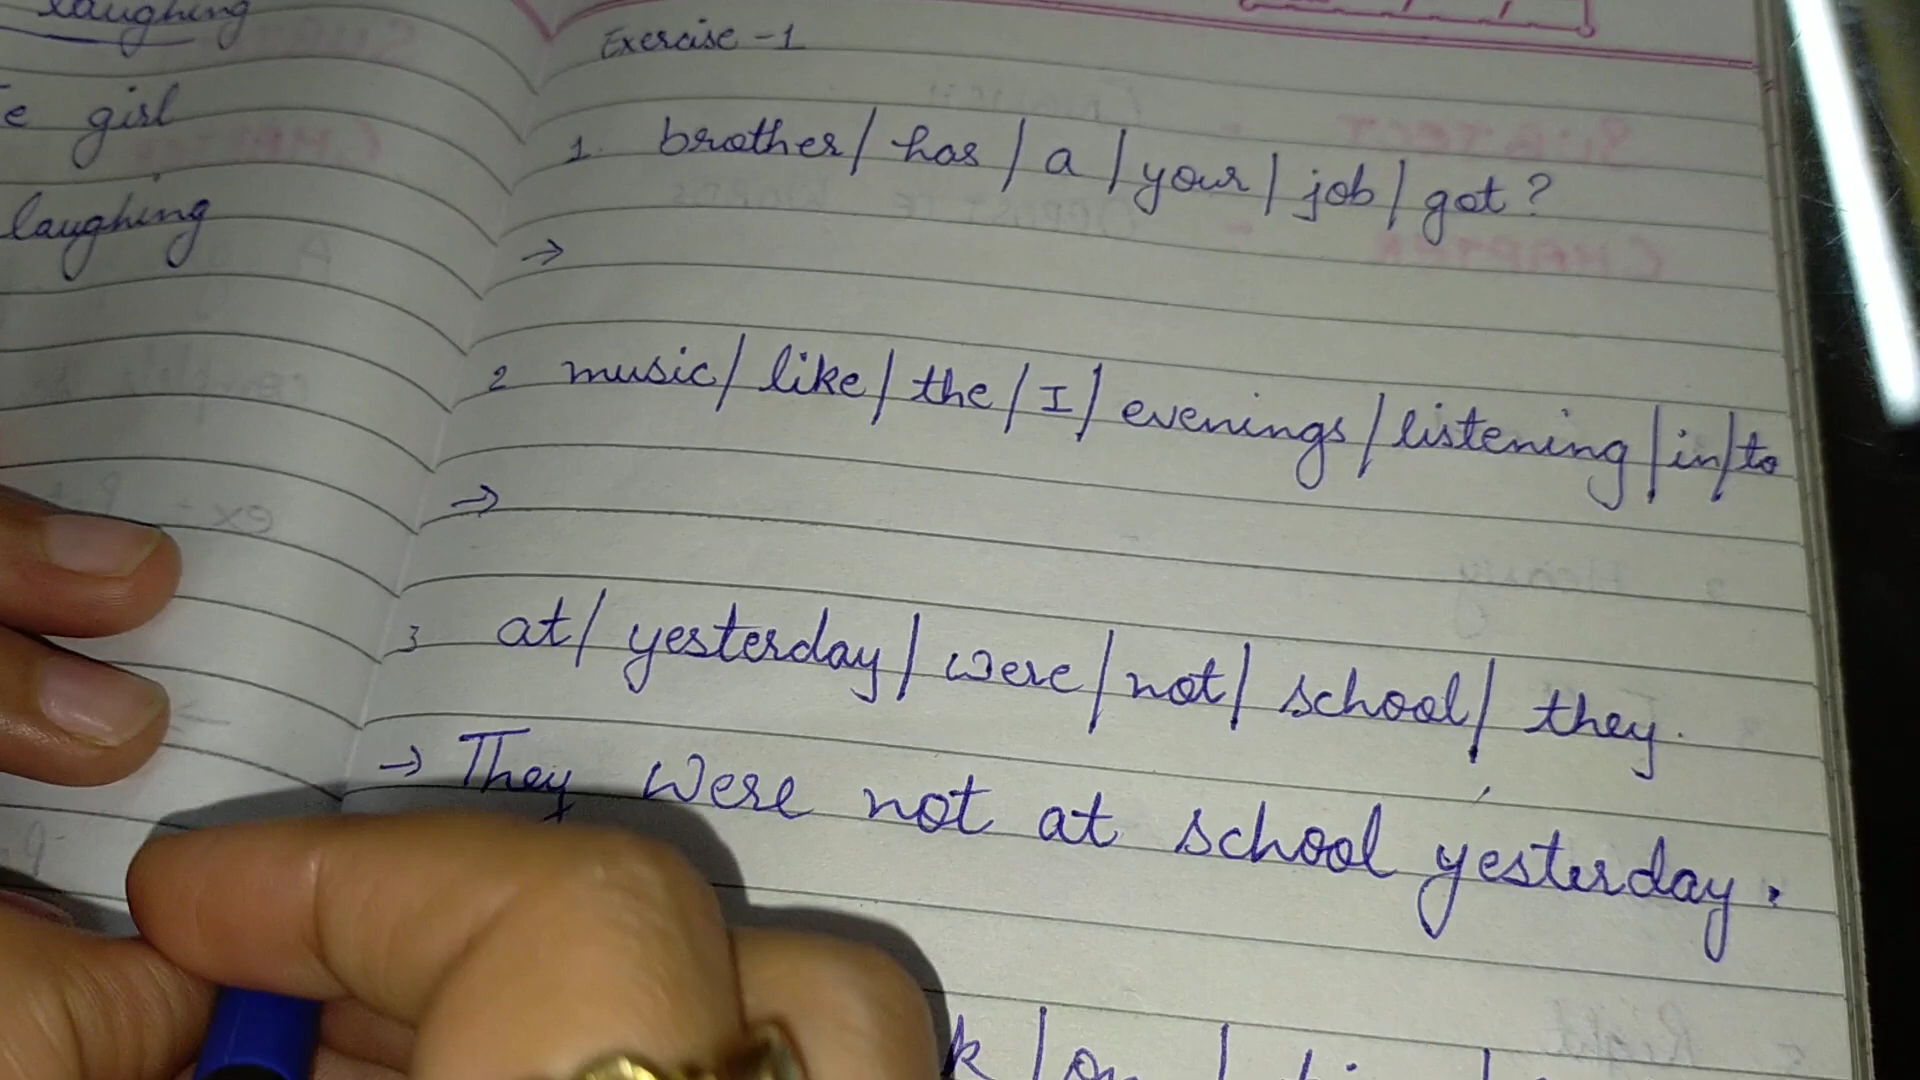 laughing
girl
laughing
Exercise - 1
1. brother / has / a / your / job / got ?
→
2 music / like / the / I / evenings / listening / in / to
→
3 at / yesterday / were / not / school / they.
→ They were not at school yesterday.
k / on /